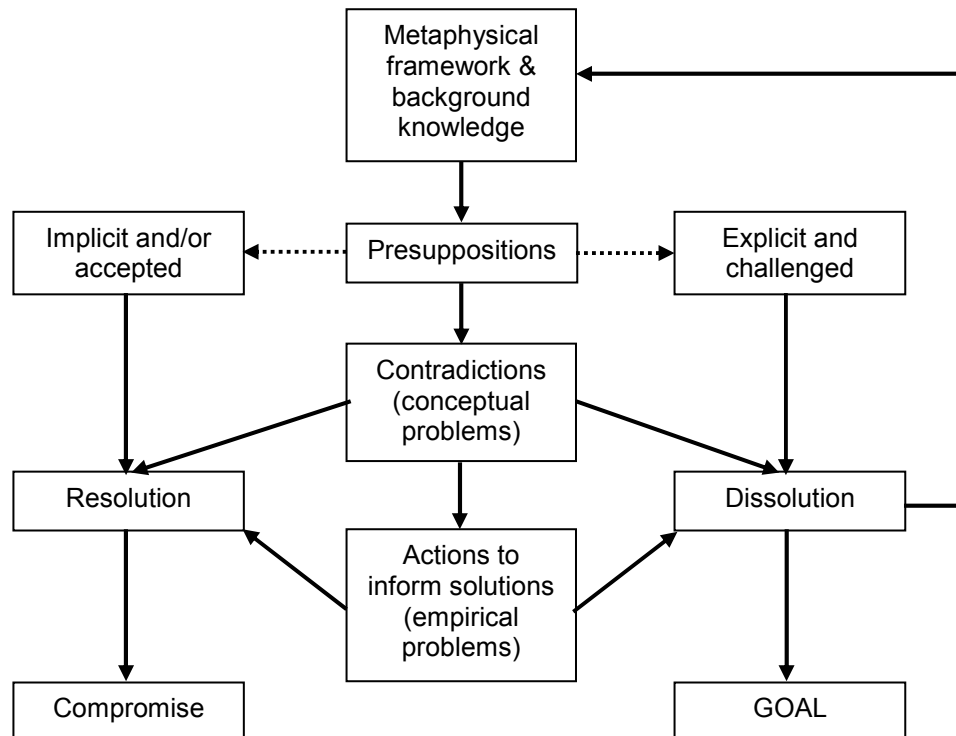 Metaphysical
framework &
background
knowledge
Implicit and/or
accepted
Presuppositions
Explicit and
challenged
Contradictions
(conceptual
problems)
Resolution
Dissolution
Actions to
inform solutions
(empirical
problems)
Compromise
GOAL